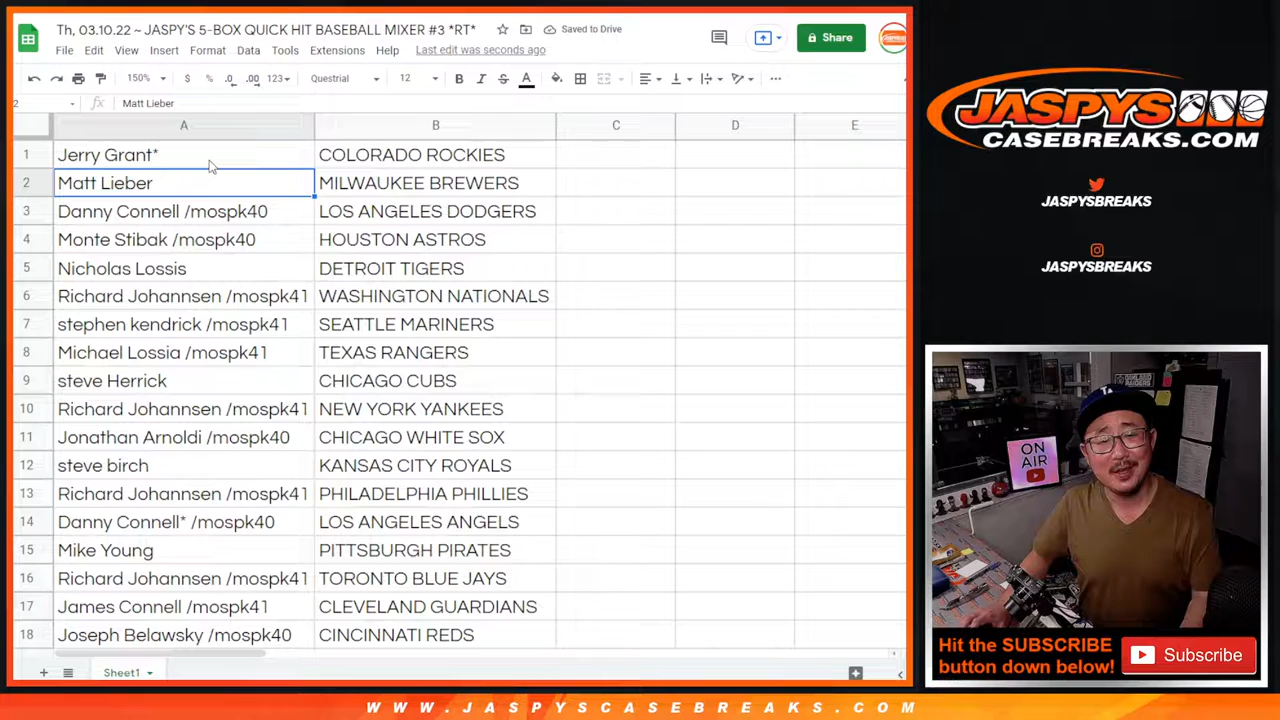 Th, 03.10.22 ~ JASPY'S 5-BOX QUICK HIT BASEBALL MIXER #3 *RT*
Saved to Drive
File Edit View Insert Format Data Tools Extensions Help Last edit was seconds ago
Share
150% $ % .0 .00 123 Questrial 12 B I S A
2 fx Matt Lieber
A B C D E
1 Jerry Grant* COLORADO ROCKIES
2 Matt Lieber MILWAUKEE BREWERS
3 Danny Connell /mospk40 LOS ANGELES DODGERS
4 Monte Stibak /mospk40 HOUSTON ASTROS
5 Nicholas Lossis DETROIT TIGERS
6 Richard Johannsen /mospk41 WASHINGTON NATIONALS
7 stephen kendrick /mospk41 SEATTLE MARINERS
8 Michael Lossia /mospk41 TEXAS RANGERS
9 steve Herrick CHICAGO CUBS
10 Richard Johannsen /mospk41 NEW YORK YANKEES
11 Jonathan Arnoldi /mospk40 CHICAGO WHITE SOX
12 steve birch KANSAS CITY ROYALS
13 Richard Johannsen /mospk41 PHILADELPHIA PHILLIES
14 Danny Connell* /mospk40 LOS ANGELES ANGELS
15 Mike Young PITTSBURGH PIRATES
16 Richard Johannsen /mospk41 TORONTO BLUE JAYS
17 James Connell /mospk41 CLEVELAND GUARDIANS
18 Joseph Belawsky /mospk40 CINCINNATI REDS
Sheet1
JASPYS
CASEBREAKS.COM
JASPYSBREAKS
JASPYSBREAKS
OAKLAND
RAIDERS
ON
AIR
Hit the SUBSCRIBE
button down below!
Subscribe
WWW.JASPYSCASEBREAKS.COM